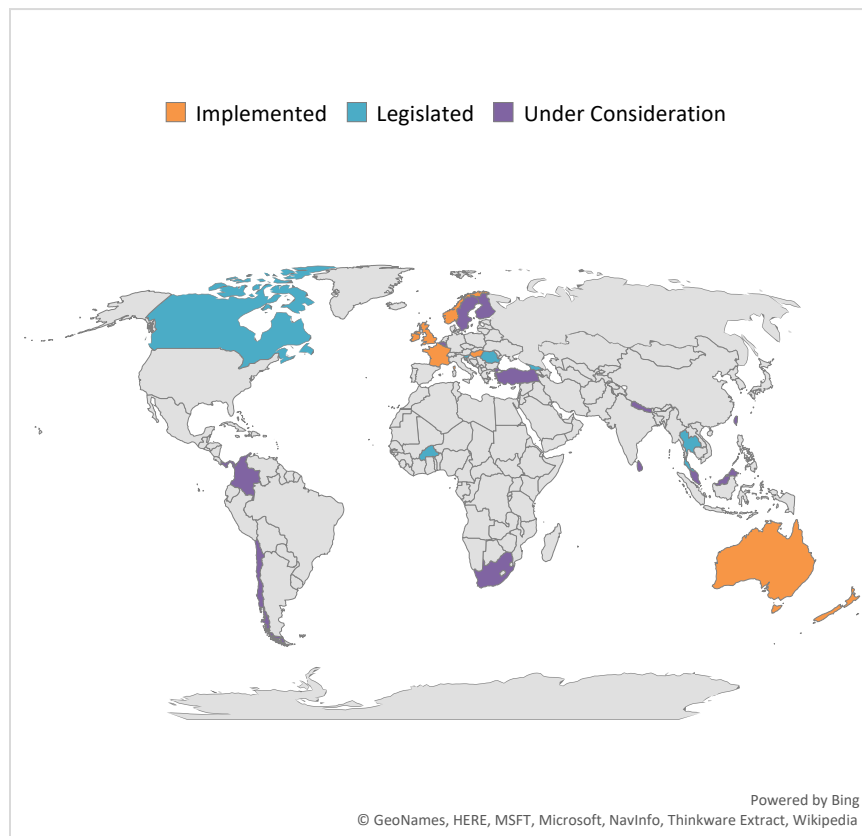 Implemented Legislated Under Consideration
Powered by Bing
© GeoNames, HERE, MSFT, Microsoft, NavInfo, Thinkware Extract, Wikipedia